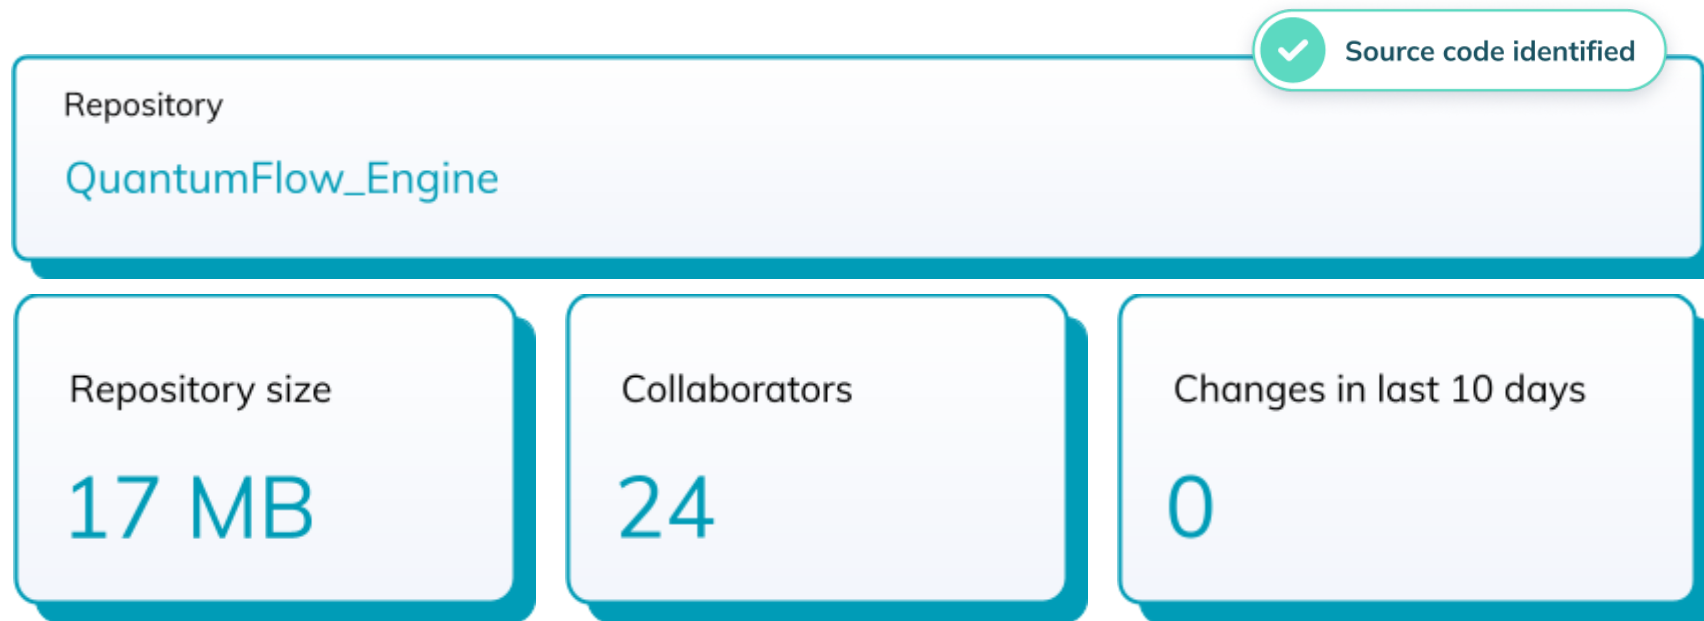 Source code identified
Repository
QuantumFlow_Engine
Repository size
17 MB
Collaborators
24
Changes in last 10 days
0